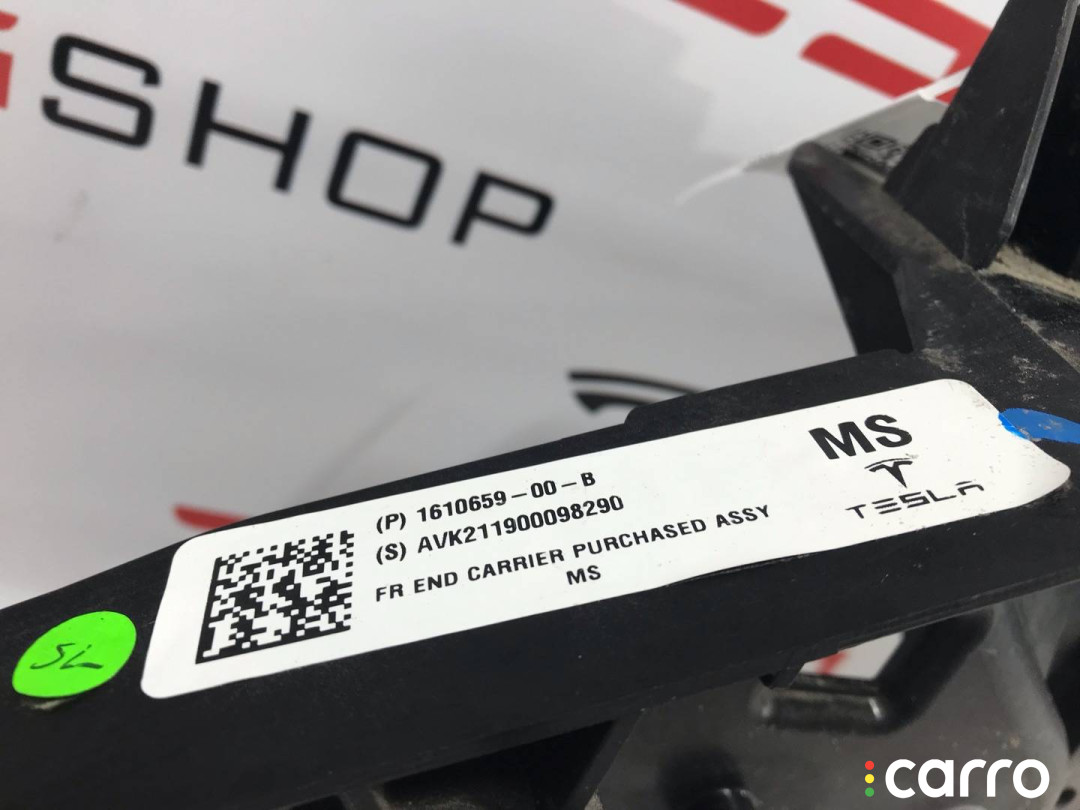 SHOP
MS
TESLA
(P) 1610659-00-B
(S) AVK211900098290
FR END CARRIER PURCHASED ASSY
MS
SL
carro